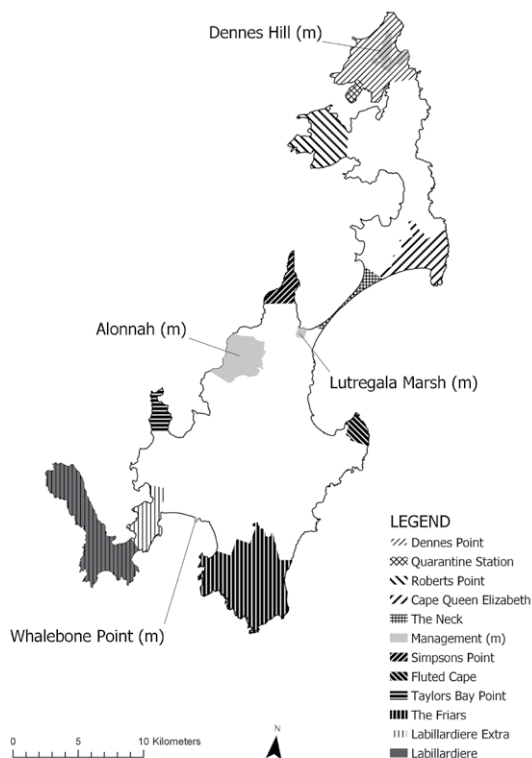 Dennes Hill (m)
Alonnah (m)
Lutregala Marsh (m)
Whalebone Point (m)
LEGEND
Dennes Point
Quarantine Station
Roberts Point
Cape Queen Elizabeth
The Neck
Management (m)
Simpsons Point
Fluted Cape
Taylors Bay Point
The Friars
Labillardiere Extra
Labillardiere
0 5 10 Kilometers
N